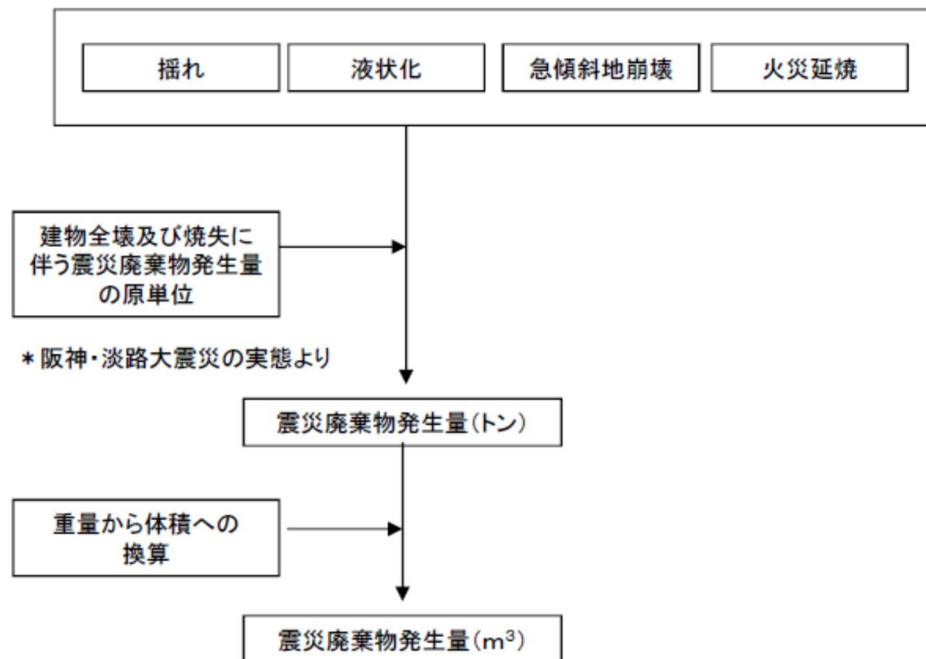 揺れ
液状化
急傾斜地崩壊
火災延焼
建物全壊及び焼失に
伴う震災廃棄物発生量
の原単位
*阪神・淡路大震災の実態より
震災廃棄物発生量(トン)
重量から体積への
換算
震災廃棄物発生量(m³)